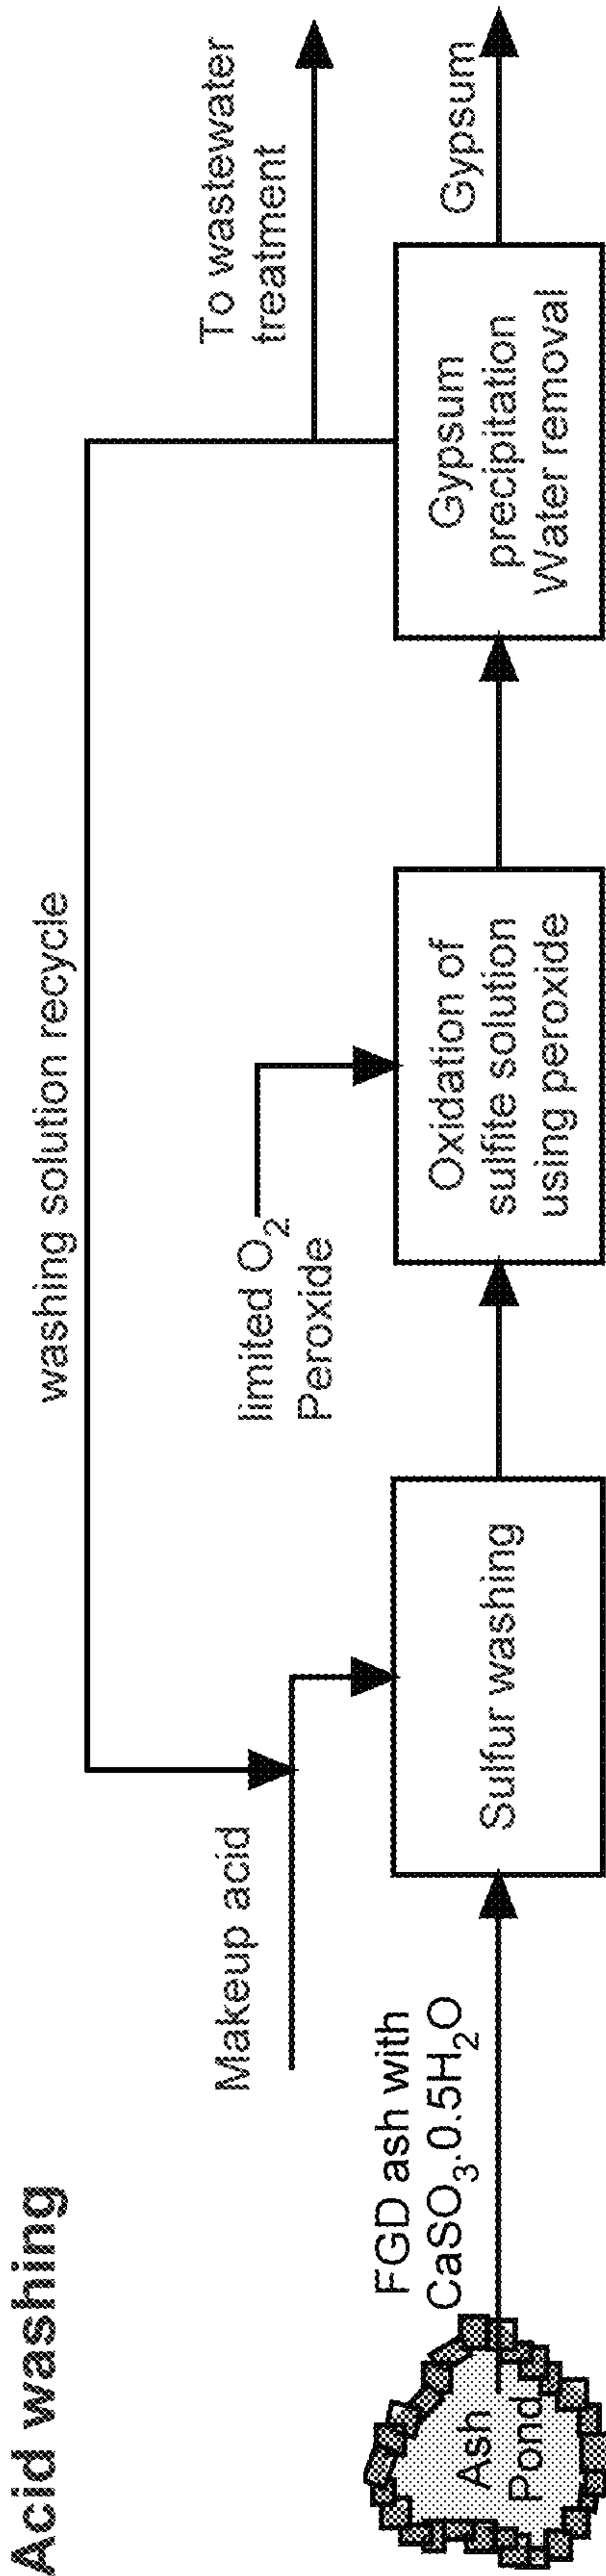 Acid washing
washing solution recycle
To wastewater
treatment
Makeup acid
limited O₂
Peroxide
Gypsum
FGD ash with
CaSO₃.0.5H₂O
Ash
Pond
Sulfur washing
Oxidation of
sulfite solution
using peroxide
Gypsum
precipitation
Water removal